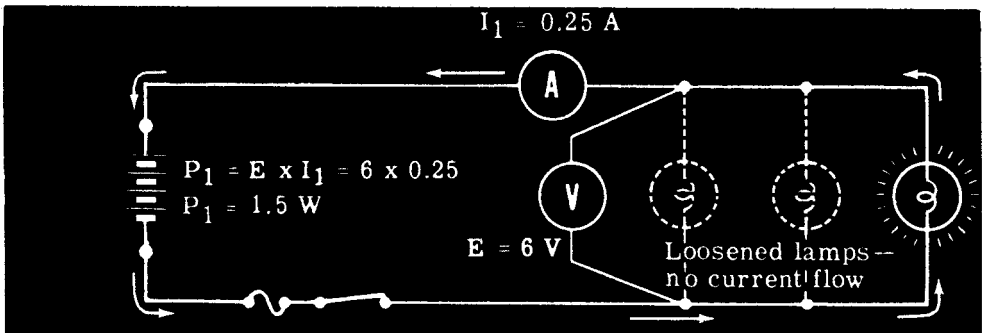 I₁ = 0.25 A
A
P₁ = E x I₁ = 6 x 0.25
P₁ = 1.5 W
V
E = 6 V
Loosened lamps—
no current flow